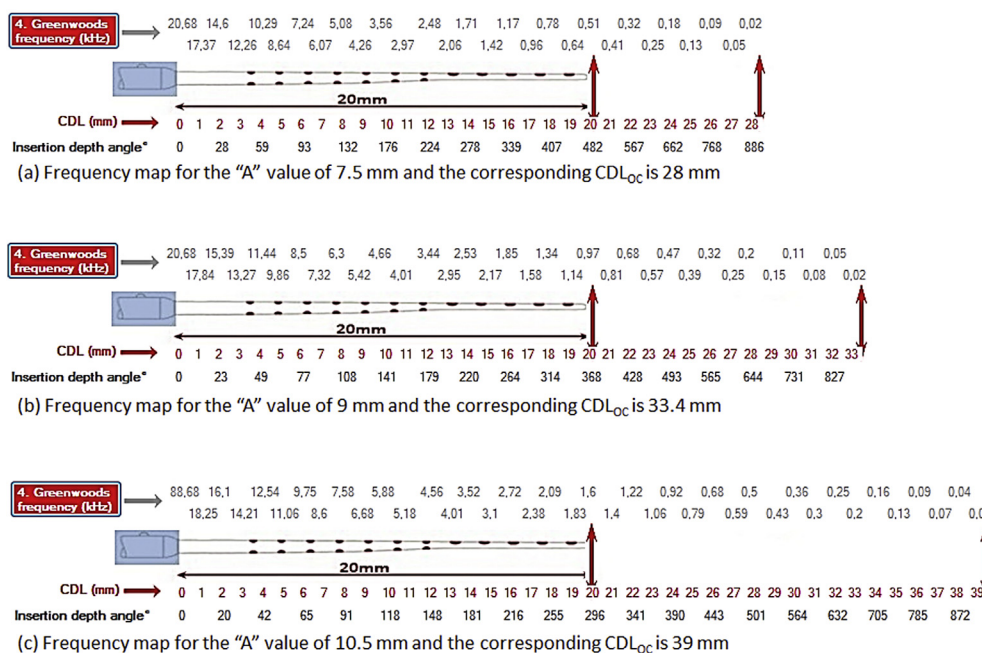 4. Greenwoods frequency (kHz)
20,68 14,6 10,29 7,24 5,08 3,56 2,48 1,71 1,17 0,78 0,51 0,32 0,18 0,09 0,02
17,37 12,26 8,64 6,07 4,26 2,97 2,06 1,42 0,96 0,64 0,41 0,25 0,13 0,05
20mm
CDL (mm) 0 1 2 3 4 5 6 7 8 9 10 11 12 13 14 15 16 17 18 19 20 21 22 23 24 25 26 27 28
Insertion depth angle° 0 28 59 93 132 176 224 278 339 407 482 567 662 768 886
(a) Frequency map for the “A” value of 7.5 mm and the corresponding CDLOC is 28 mm
4. Greenwoods frequency (kHz)
20,68 15,39 11,44 8,5 6,3 4,66 3,44 2,53 1,85 1,34 0,97 0,68 0,47 0,32 0,2 0,11 0,05
17,84 13,27 9,86 7,32 5,42 4,01 2,95 2,17 1,58 1,14 0,81 0,57 0,39 0,25 0,15 0,08 0,02
20mm
CDL (mm) 0 1 2 3 4 5 6 7 8 9 10 11 12 13 14 15 16 17 18 19 20 21 22 23 24 25 26 27 28 29 30 31 32 33
Insertion depth angle° 0 23 49 77 108 141 179 220 264 314 368 428 493 565 644 731 827
(b) Frequency map for the “A” value of 9 mm and the corresponding CDLOC is 33.4 mm
4. Greenwoods frequency (kHz)
88,68 16,1 12,54 9,75 7,58 5,88 4,56 3,52 2,72 2,09 1,6 1,22 0,92 0,68 0,5 0,36 0,25 0,16 0,09 0,04
18,25 14,21 11,06 8,6 6,68 5,18 4,01 3,1 2,38 1,83 1,4 1,06 0,79 0,59 0,43 0,3 0,2 0,13 0,07
20mm
CDL (mm) 0 1 2 3 4 5 6 7 8 9 10 11 12 13 14 15 16 17 18 19 20 21 22 23 24 25 26 27 28 29 30 31 32 33 34 35 36 37 38 39
Insertion depth angle° 0 20 42 65 91 118 148 181 216 255 296 341 390 443 501 564 632 705 785 872
(c) Frequency map for the “A” value of 10.5 mm and the corresponding CDLOC is 39 mm